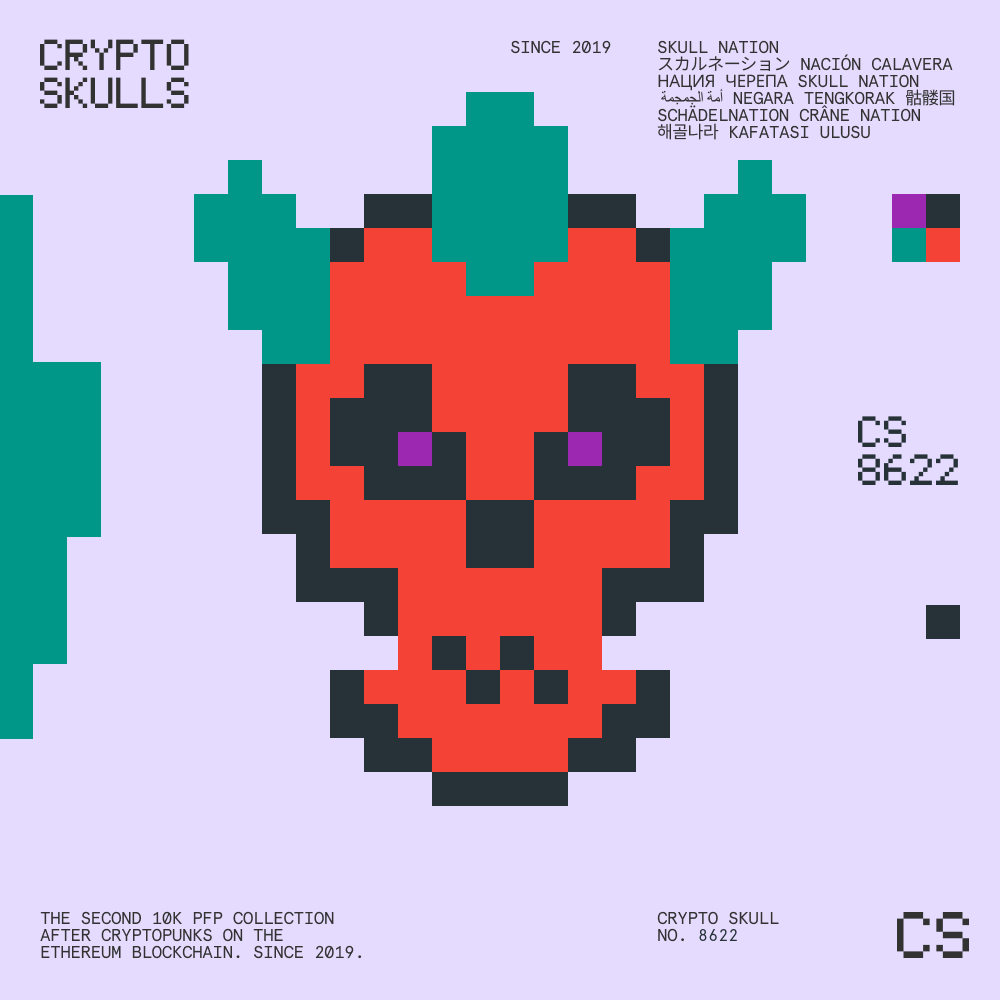 CRYPTO
SKULLS
SINCE 2019
SKULL NATION
スカルネーション NACIÓN CALAVERA
НАЦИЯ ЧЕРЕПА SKULL NATION
أمة الجمجمة NEGARA TENGKORAK 骷髅国
SCHÄDELNATION CRÂNE NATION
해골나라 KAFATASI ULUSU
CS
8622
THE SECOND 10K PFP COLLECTION
AFTER CRYPTOPUNKS ON THE
ETHEREUM BLOCKCHAIN. SINCE 2019.
CRYPTO SKULL
NO. 8622
CS